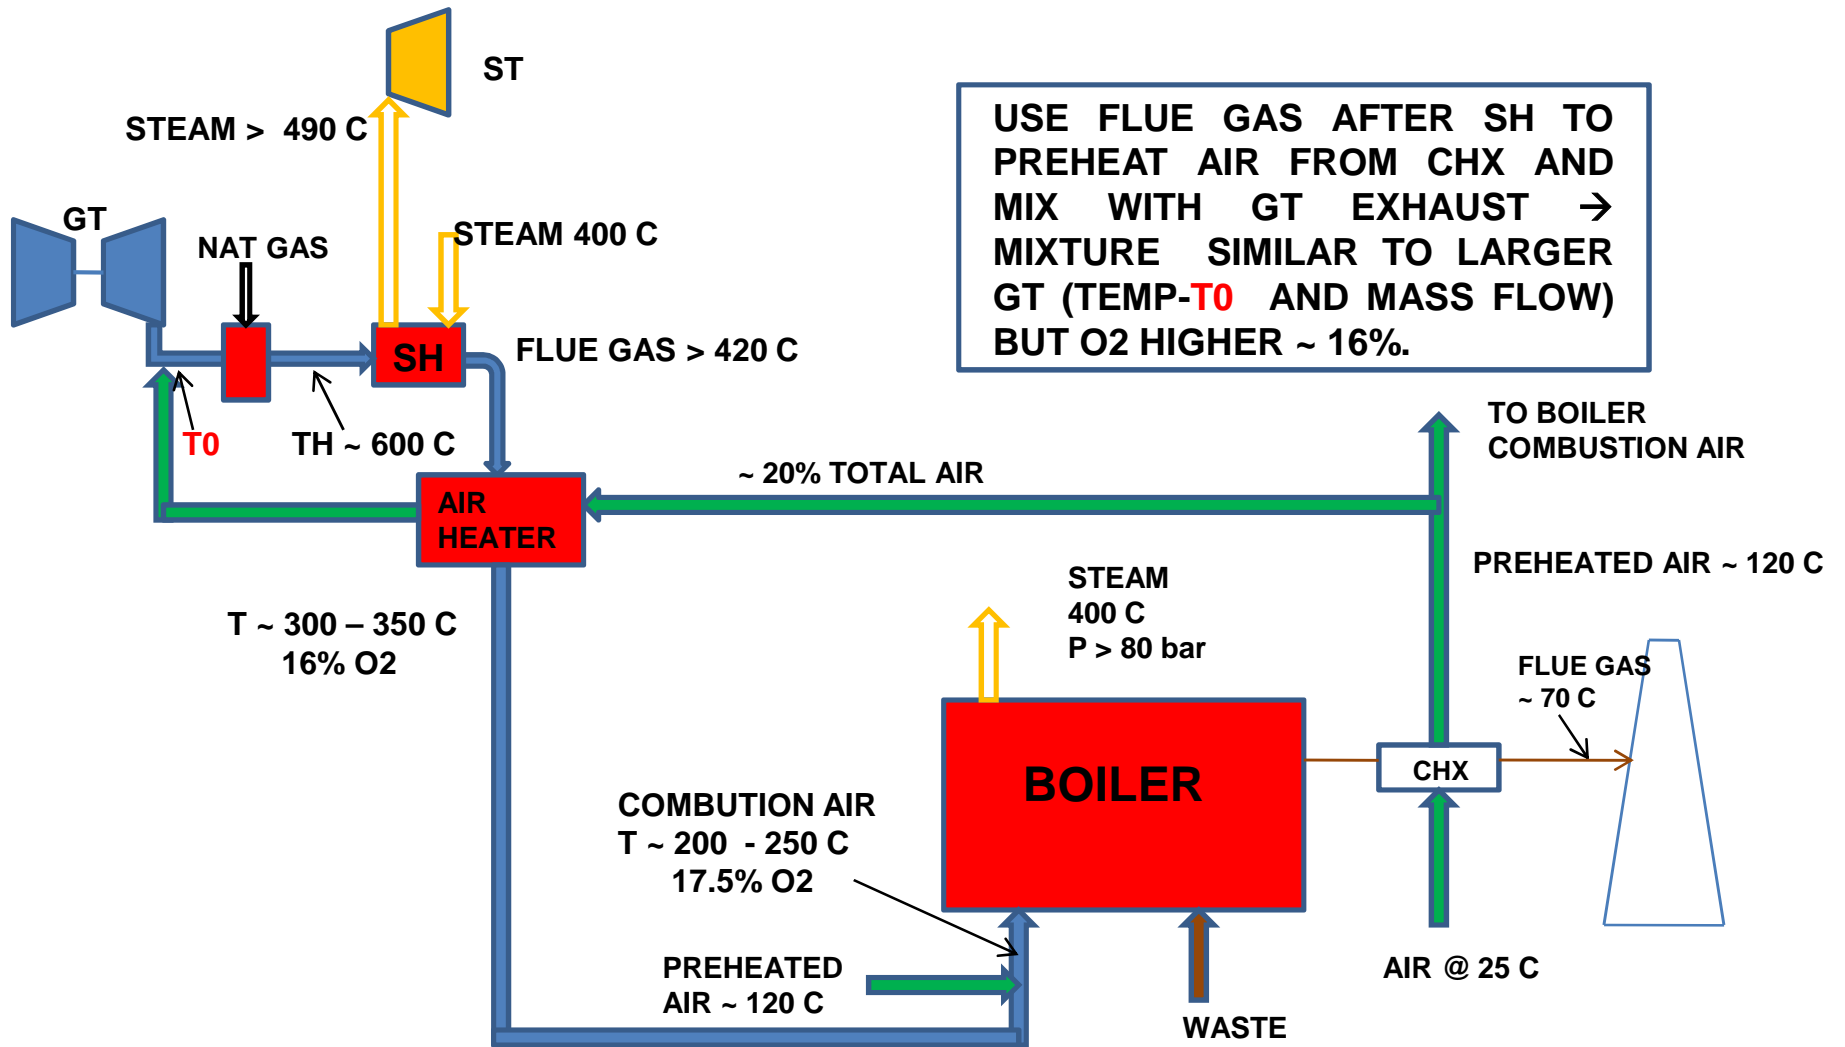 ST
STEAM > 490 C
GT
NAT GAS
STEAM 400 C
SH
FLUE GAS > 420 C
T0
TH ~ 600 C
USE FLUE GAS AFTER SH TO
PREHEAT AIR FROM CHX AND
MIX WITH GT EXHAUST →
MIXTURE SIMILAR TO LARGER
GT (TEMP-T0 AND MASS FLOW)
BUT O2 HIGHER ~ 16%.
TO BOILER
COMBUSTION AIR
~ 20% TOTAL AIR
AIR
HEATER
PREHEATED AIR ~ 120 C
T ~ 300 – 350 C
16% O2
STEAM
400 C
P > 80 bar
FLUE GAS
~ 70 C
BOILER
CHX
COMBUTION AIR
T ~ 200 - 250 C
17.5% O2
PREHEATED
AIR ~ 120 C
WASTE
AIR @ 25 C